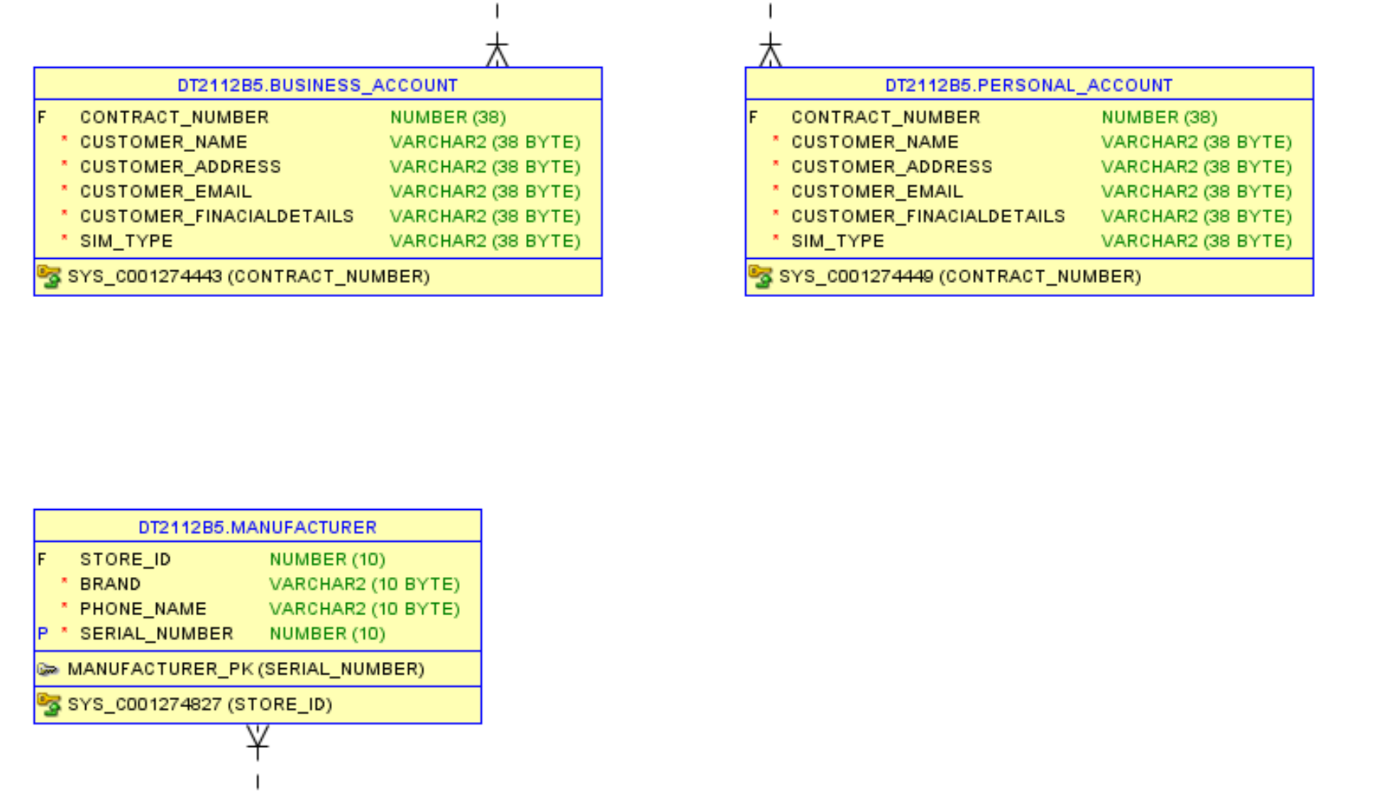 DT2112B5.BUSINESS_ACCOUNT
F CONTRACT_NUMBER NUMBER (38)
* CUSTOMER_NAME VARCHAR2 (38 BYTE)
* CUSTOMER_ADDRESS VARCHAR2 (38 BYTE)
* CUSTOMER_EMAIL VARCHAR2 (38 BYTE)
* CUSTOMER_FINACIALDETAILS VARCHAR2 (38 BYTE)
* SIM_TYPE VARCHAR2 (38 BYTE)
SYS_C001274443 (CONTRACT_NUMBER)
DT2112B5.PERSONAL_ACCOUNT
F CONTRACT_NUMBER NUMBER (38)
* CUSTOMER_NAME VARCHAR2 (38 BYTE)
* CUSTOMER_ADDRESS VARCHAR2 (38 BYTE)
* CUSTOMER_EMAIL VARCHAR2 (38 BYTE)
* CUSTOMER_FINACIALDETAILS VARCHAR2 (38 BYTE)
* SIM_TYPE VARCHAR2 (38 BYTE)
SYS_C001274449 (CONTRACT_NUMBER)
DT2112B5.MANUFACTURER
F STORE_ID NUMBER (10)
* BRAND VARCHAR2 (10 BYTE)
* PHONE_NAME VARCHAR2 (10 BYTE)
P * SERIAL_NUMBER NUMBER (10)
MANUFACTURER_PK (SERIAL_NUMBER)
SYS_C001274827 (STORE_ID)